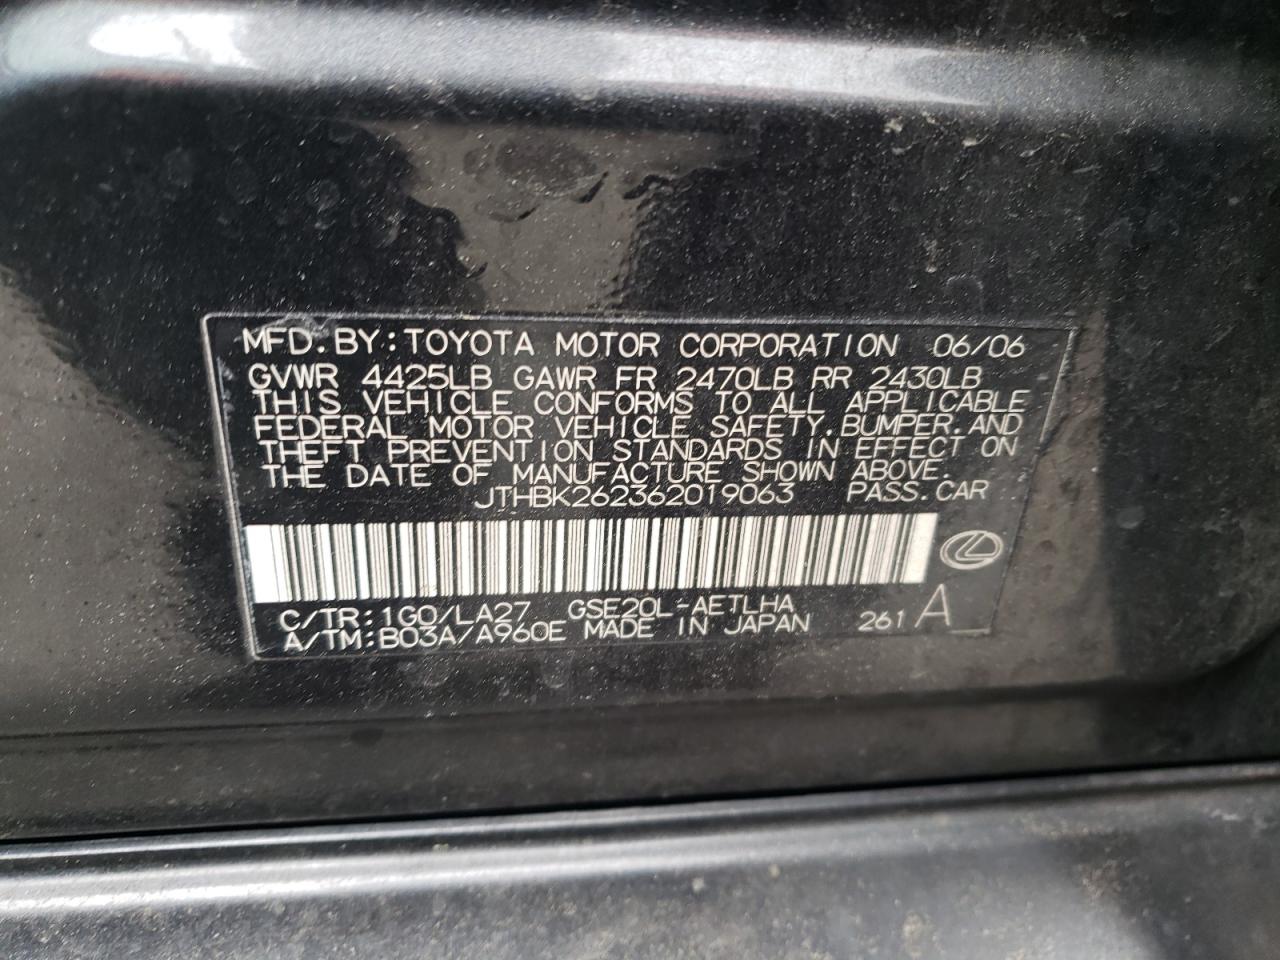 MFD. BY: TOYOTA MOTOR CORPORATION 06/06
GVWR 4425LB GAWR FR 2470LB RR 2430LB
THIS VEHICLE CONFORMS TO ALL APPLICABLE
FEDERAL MOTOR VEHICLE SAFETY, BUMPER, AND
THEFT PREVENTION STANDARDS IN EFFECT ON
THE DATE OF MANUFACTURE SHOWN ABOVE.
JTHBK262362019063 PASS. CAR
C/TR: 1G0/LA27 GSE20L-AETLHA
A/TM: B03A/A960E MADE IN JAPAN 261 A